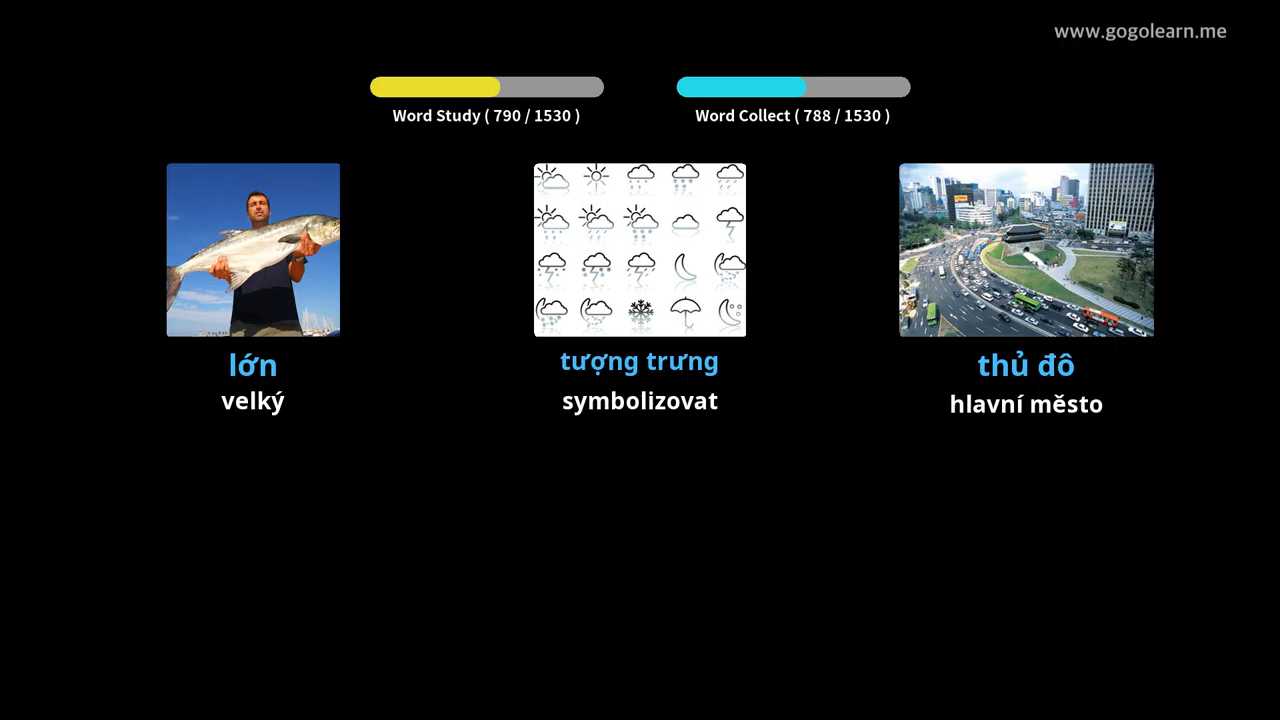 www.gogolearn.me
Word Study ( 790 / 1530 )
Word Collect ( 788 / 1530 )
lớn
velký
tượng trưng
symbolizovat
thủ đô
hlavní město